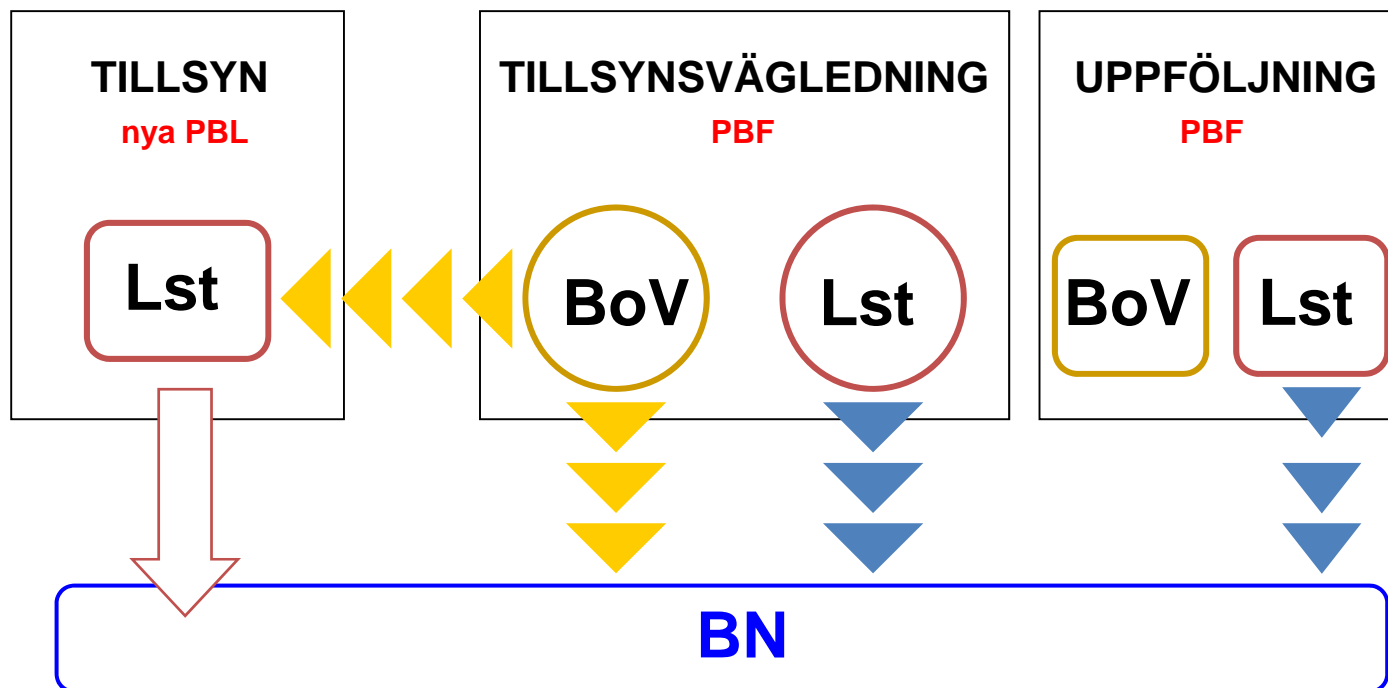 TILLSYN
nya PBL
Lst
TILLSYNSVÄGLEDNING
PBF
BoV
Lst
UPPFÖLJNING
PBF
BoV
Lst
BN